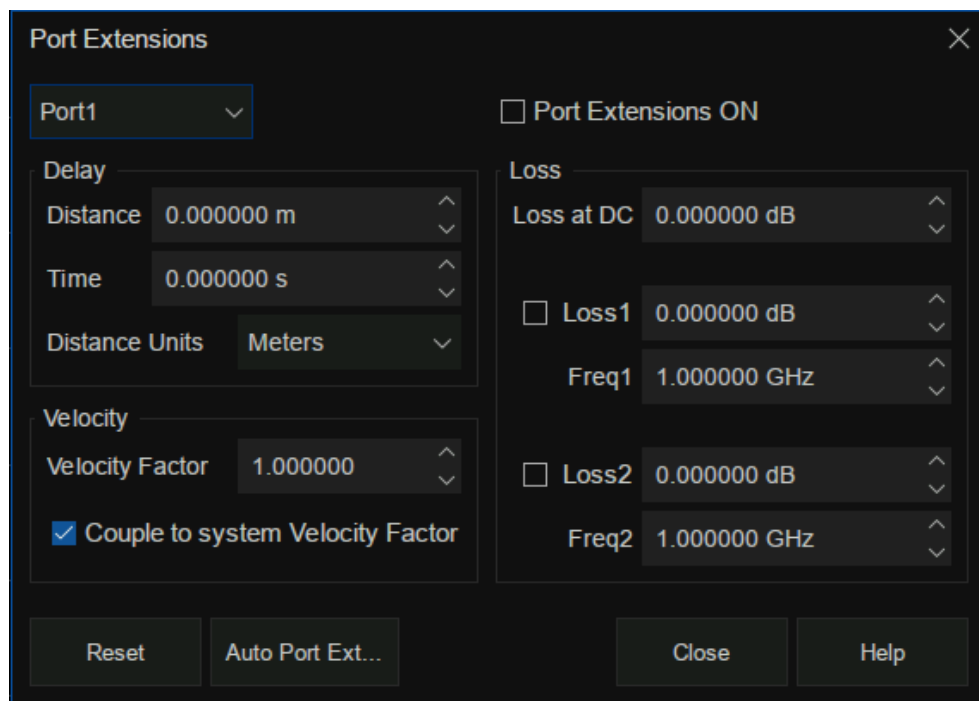 Port Extensions
Port1
Port Extensions ON
Delay
Distance 0.000000 m
Time 0.000000 s
Distance Units Meters
Velocity
Velocity Factor 1.000000
Couple to system Velocity Factor
Loss
Loss at DC 0.000000 dB
Loss1 0.000000 dB
Freq1 1.000000 GHz
Loss2 0.000000 dB
Freq2 1.000000 GHz
Reset
Auto Port Ext...
Close
Help